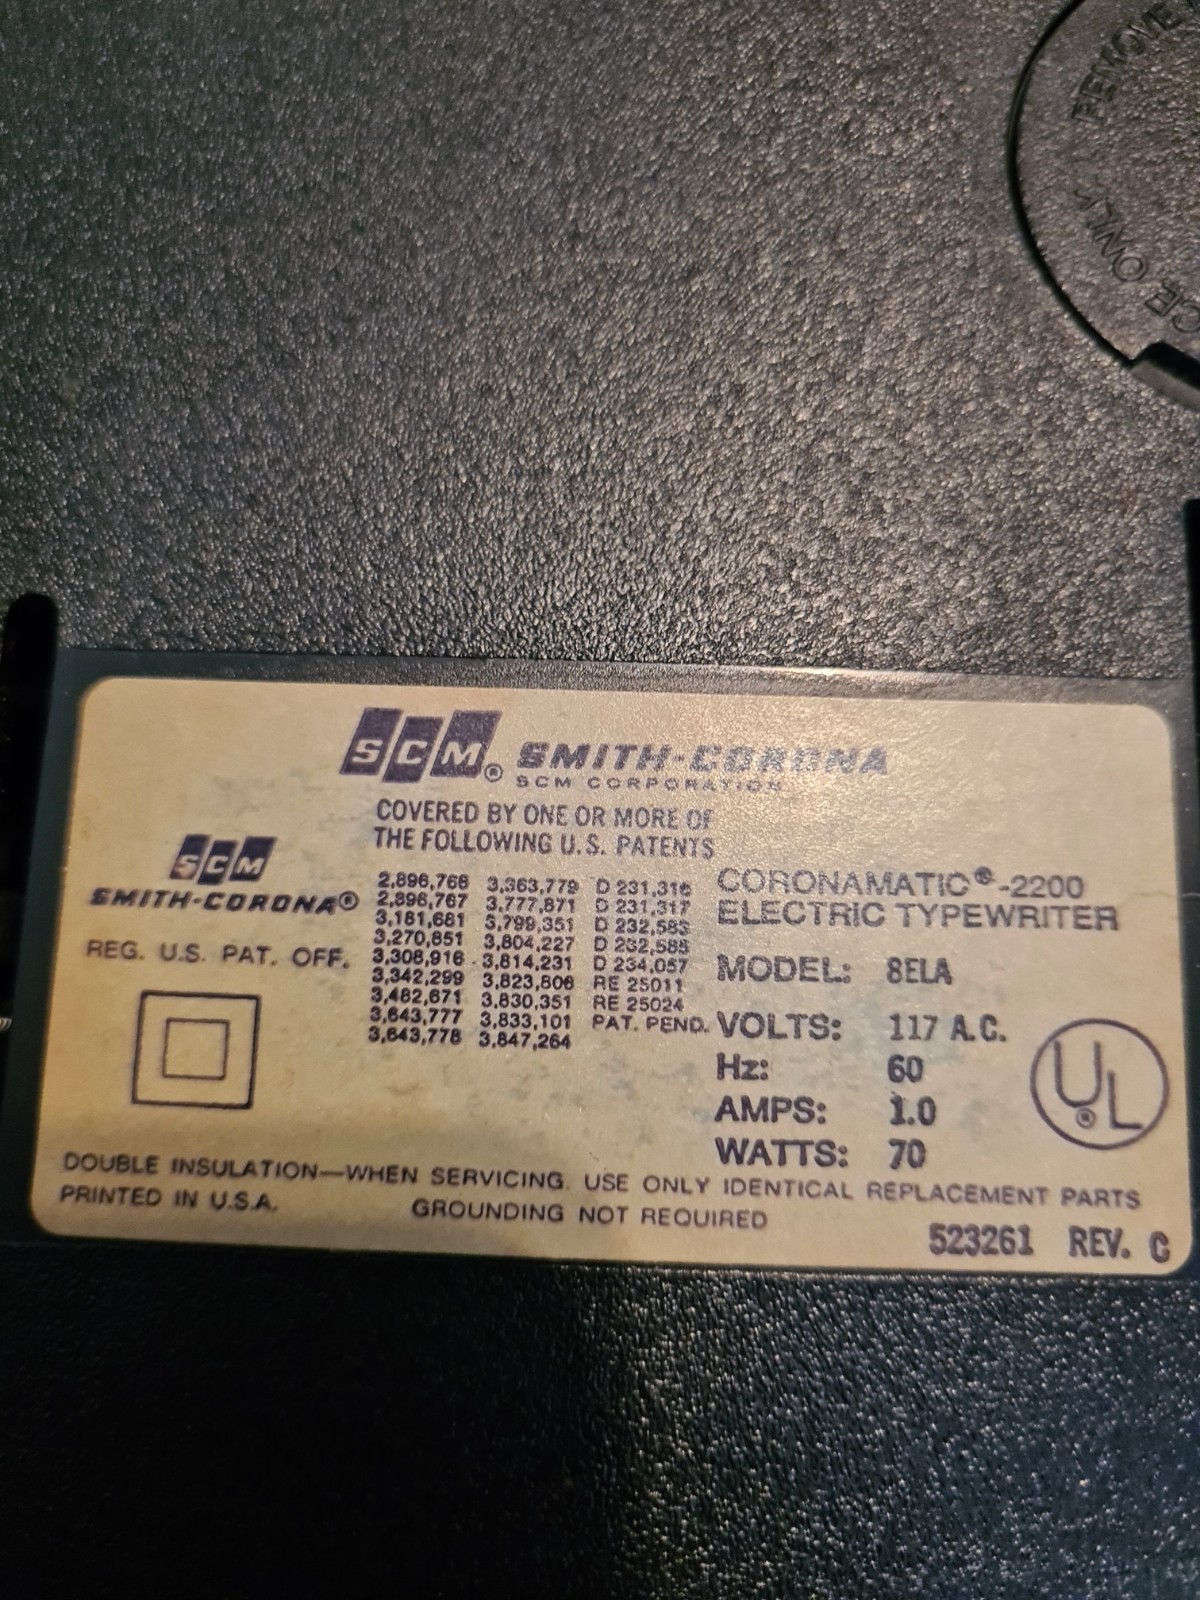 REMOVE
CE ONLY
SCM® SMITH-CORONA
SCM CORPORATION
COVERED BY ONE OR MORE OF
THE FOLLOWING U.S. PATENTS
SCM
SMITH-CORONA®
REG. U.S. PAT. OFF.
2,896,766 3,363,779 D 231,316
2,896,767 3,777,871 D 231,317
3,181,681 3,799,351 D 232,583
3,270,851 3,804,227 D 232,588
3,308,916 3,814,231 D 234,057
3,342,299 3,823,806 RE 25011
3,482,671 3,830,351 RE 25024
3,643,777 3,833,101 PAT. PEND.
3,643,778 3,847,264
CORONAMATIC®-2200
ELECTRIC TYPEWRITER
MODEL: 8ELA
VOLTS: 117 A.C.
Hz: 60
AMPS: 1.0
WATTS: 70
UL®
DOUBLE INSULATION—WHEN SERVICING. USE ONLY IDENTICAL REPLACEMENT PARTS
PRINTED IN U.S.A. GROUNDING NOT REQUIRED
523261 REV. C